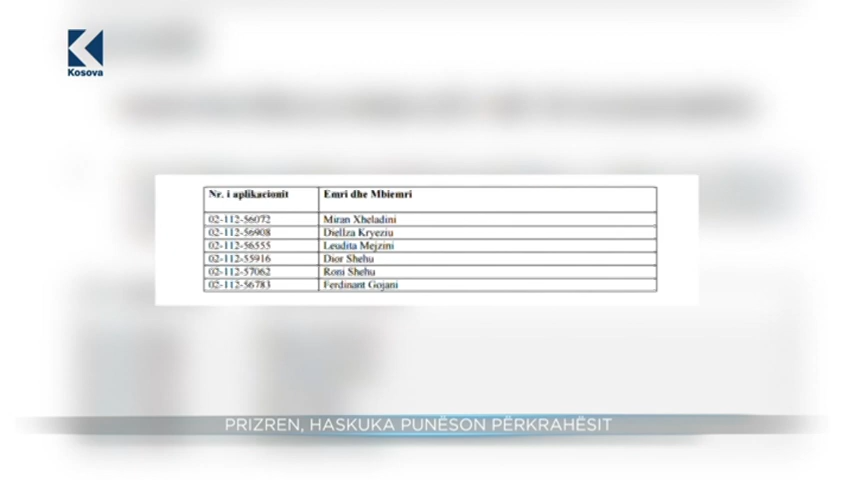 Kosova
Nr. i aplikacionit Emri dhe Mbiemri
02-112-56072 Miran Xheladini
02-112-56908 Diellza Kryeziu
02-112-56555 Leudita Mejzini
02-112-55916 Dior Shehu
02-112-57062 Roni Shehu
02-112-56783 Ferdinant Gojani
PRIZREN, HASKUKA PUNËSON PËRKRAHËSIT